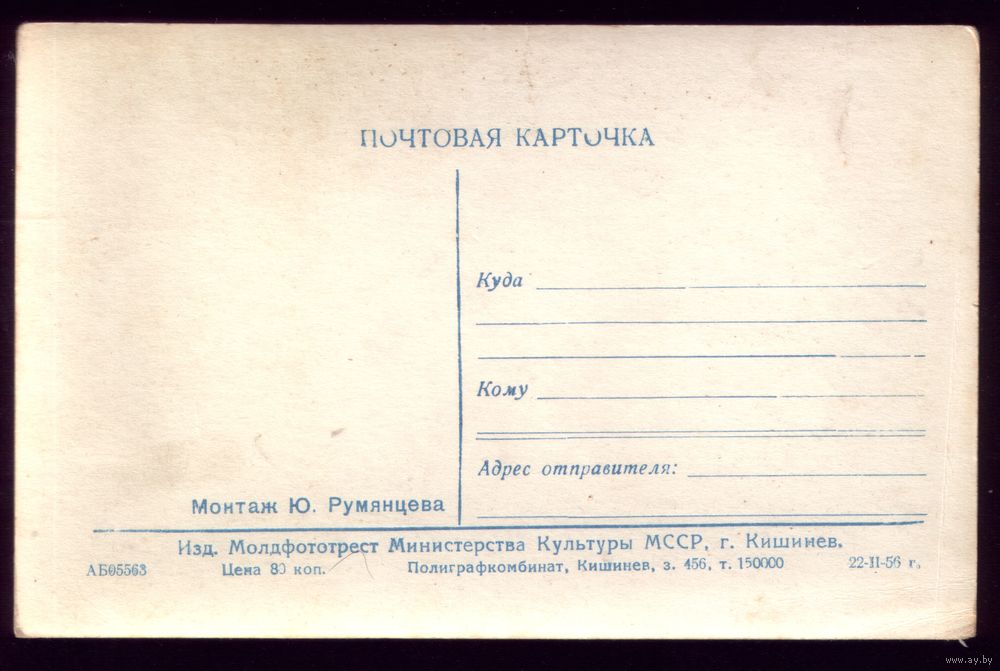 ПОЧТОВАЯ КАРТОЧКА
Куда
Кому
Адрес отправителя:
Монтаж Ю. Румянцева
Изд. Молдфототрест Министерства Культуры МССР, г. Кишинев.
АБ05563 Цена 80 коп. Полиграфкомбинат, Кишинев, з. 456, т. 150000 22-II-56 г.
www.ay.by